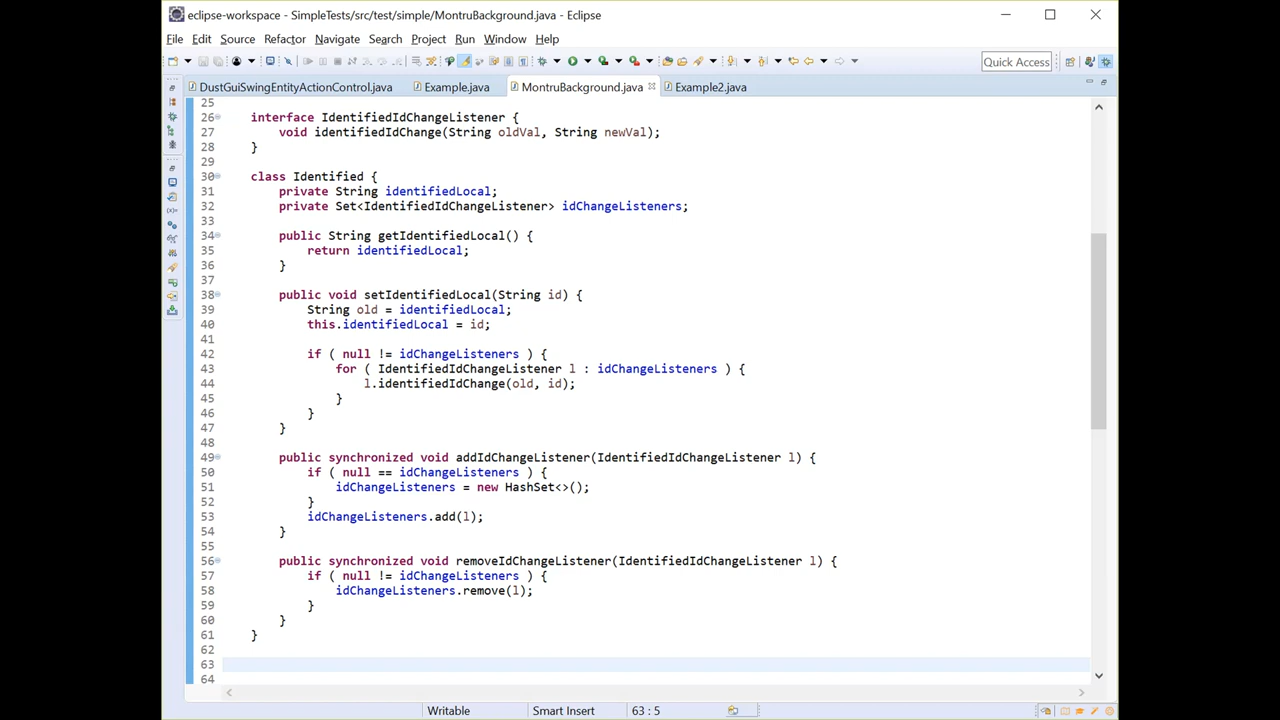 eclipse-workspace - SimpleTests/src/test/simple/MontruBackground.java - Eclipse
File Edit Source Refactor Navigate Search Project Run Window Help
Quick Access
DustGuiSwingEntityActionControl.java Example.java MontruBackground.java Example2.java
25
26 interface IdentifiedIdChangeListener {
27 void identifiedIdChange(String oldVal, String newVal);
28 }
29
30 class Identified {
31 private String identifiedLocal;
32 private Set<IdentifiedIdChangeListener> idChangeListeners;
33
34 public String getIdentifiedLocal() {
35 return identifiedLocal;
36 }
37
38 public void setIdentifiedLocal(String id) {
39 String old = identifiedLocal;
40 this.identifiedLocal = id;
41
42 if ( null != idChangeListeners ) {
43 for ( IdentifiedIdChangeListener l : idChangeListeners ) {
44 l.identifiedIdChange(old, id);
45 }
46 }
47 }
48
49 public synchronized void addIdChangeListener(IdentifiedIdChangeListener l) {
50 if ( null == idChangeListeners ) {
51 idChangeListeners = new HashSet<>();
52 }
53 idChangeListeners.add(l);
54 }
55
56 public synchronized void removeIdChangeListener(IdentifiedIdChangeListener l) {
57 if ( null != idChangeListeners ) {
58 idChangeListeners.remove(l);
59 }
60 }
61 }
62
63
64
Writable Smart Insert 63 : 5